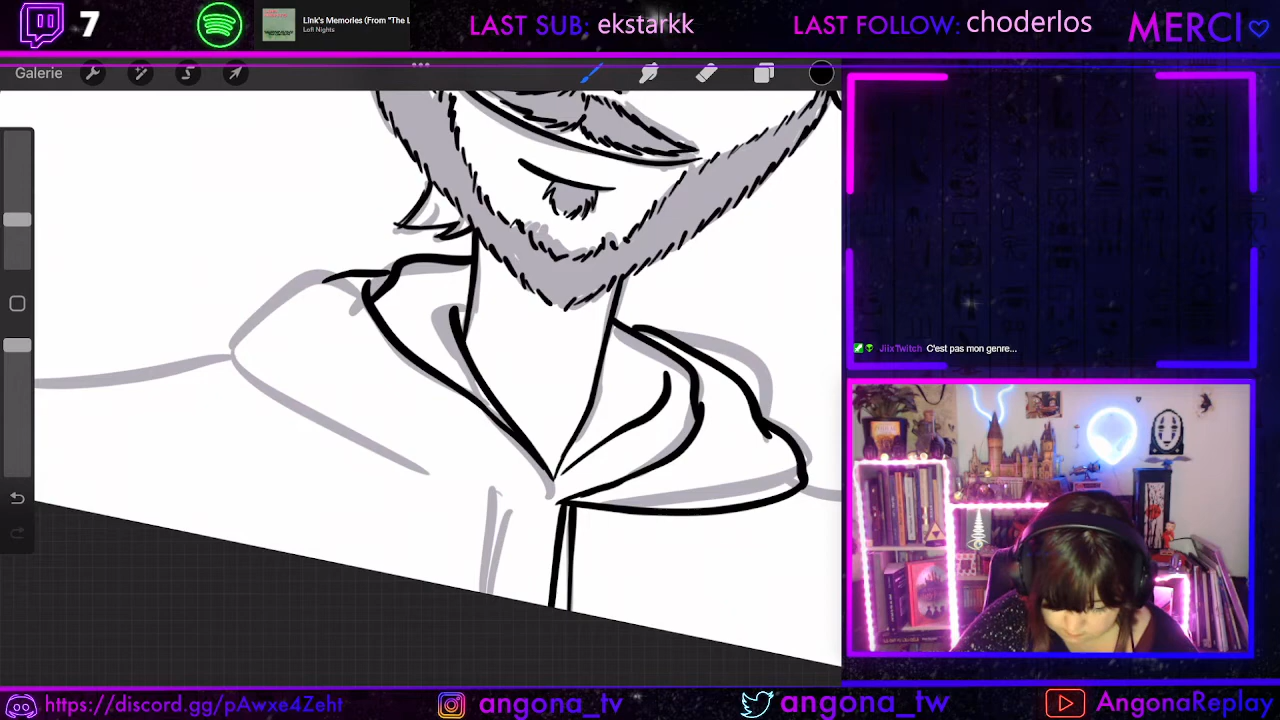 7
Link's Memories (From "The L
Lofi Nights
LAST SUB: ekstarkk
LAST FOLLOW: choderlos
MERCI
Galerie
JiixTwitch C'est pas mon genre...
https://discord.gg/pAwxe4Zeht
angona_tv
angona_tw
AngonaReplay